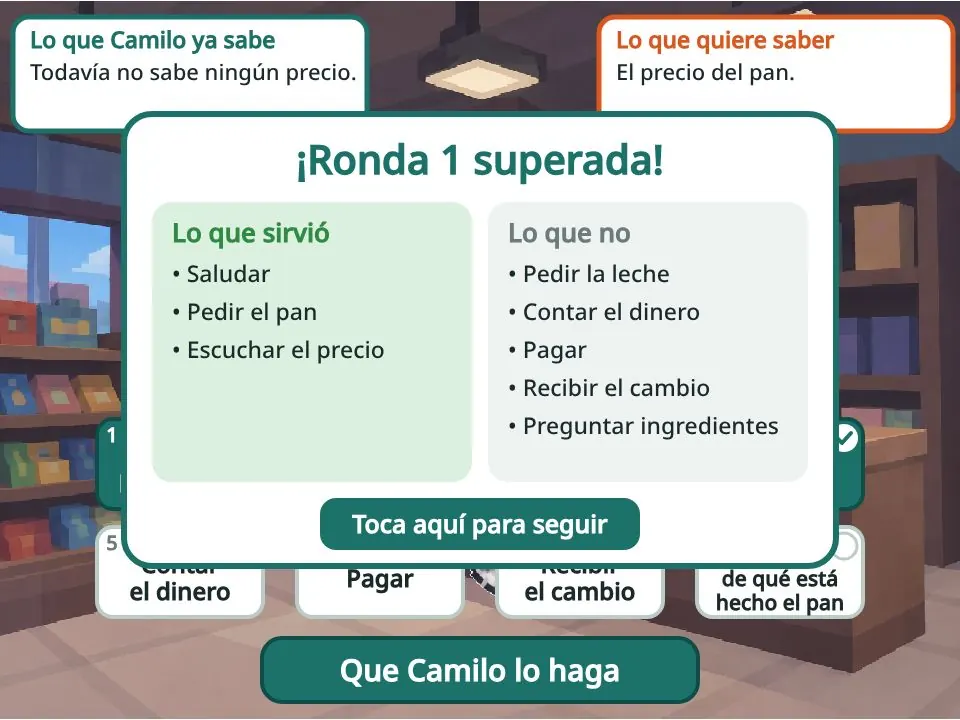 Lo que Camilo ya sabe
Todavía no sabe ningún precio.
Lo que quiere saber
El precio del pan.
¡Ronda 1 superada!
Lo que sirvió
• Saludar
• Pedir el pan
• Escuchar el precio
Lo que no
• Pedir la leche
• Contar el dinero
• Pagar
• Recibir el cambio
• Preguntar ingredientes
Toca aquí para seguir
1
5
Contar
el dinero
Pagar
Recibir
el cambio
de qué está
hecho el pan
Que Camilo lo haga